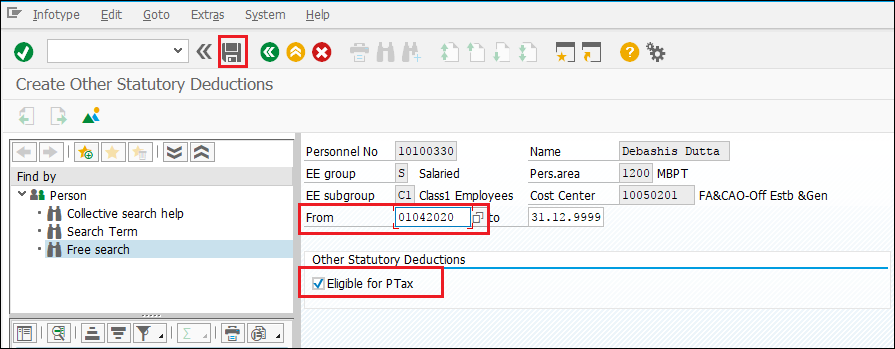 Infotype Edit Goto Extras System Help
Create Other Statutory Deductions
Find by
Person
Collective search help
Search Term
Free search
Personnel No 10100330 Name Debashis Dutta
EE group S Salaried Pers.area 1200 MBPT
EE subgroup C1 Class1 Employees Cost Center 10050201 FA&CAO-Off Estb &Gen
From 01042020 to 31.12.9999
Other Statutory Deductions
Eligible for PTax